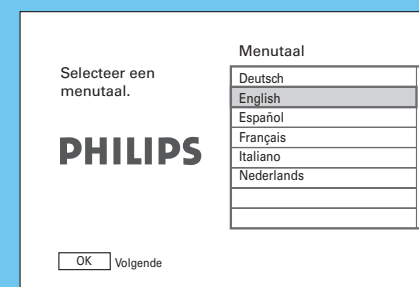 Menutaal
Selecteer een
menutaal.
Deutsch
English
Español
Français
Italiano
Nederlands
PHILIPS
OK Volgende